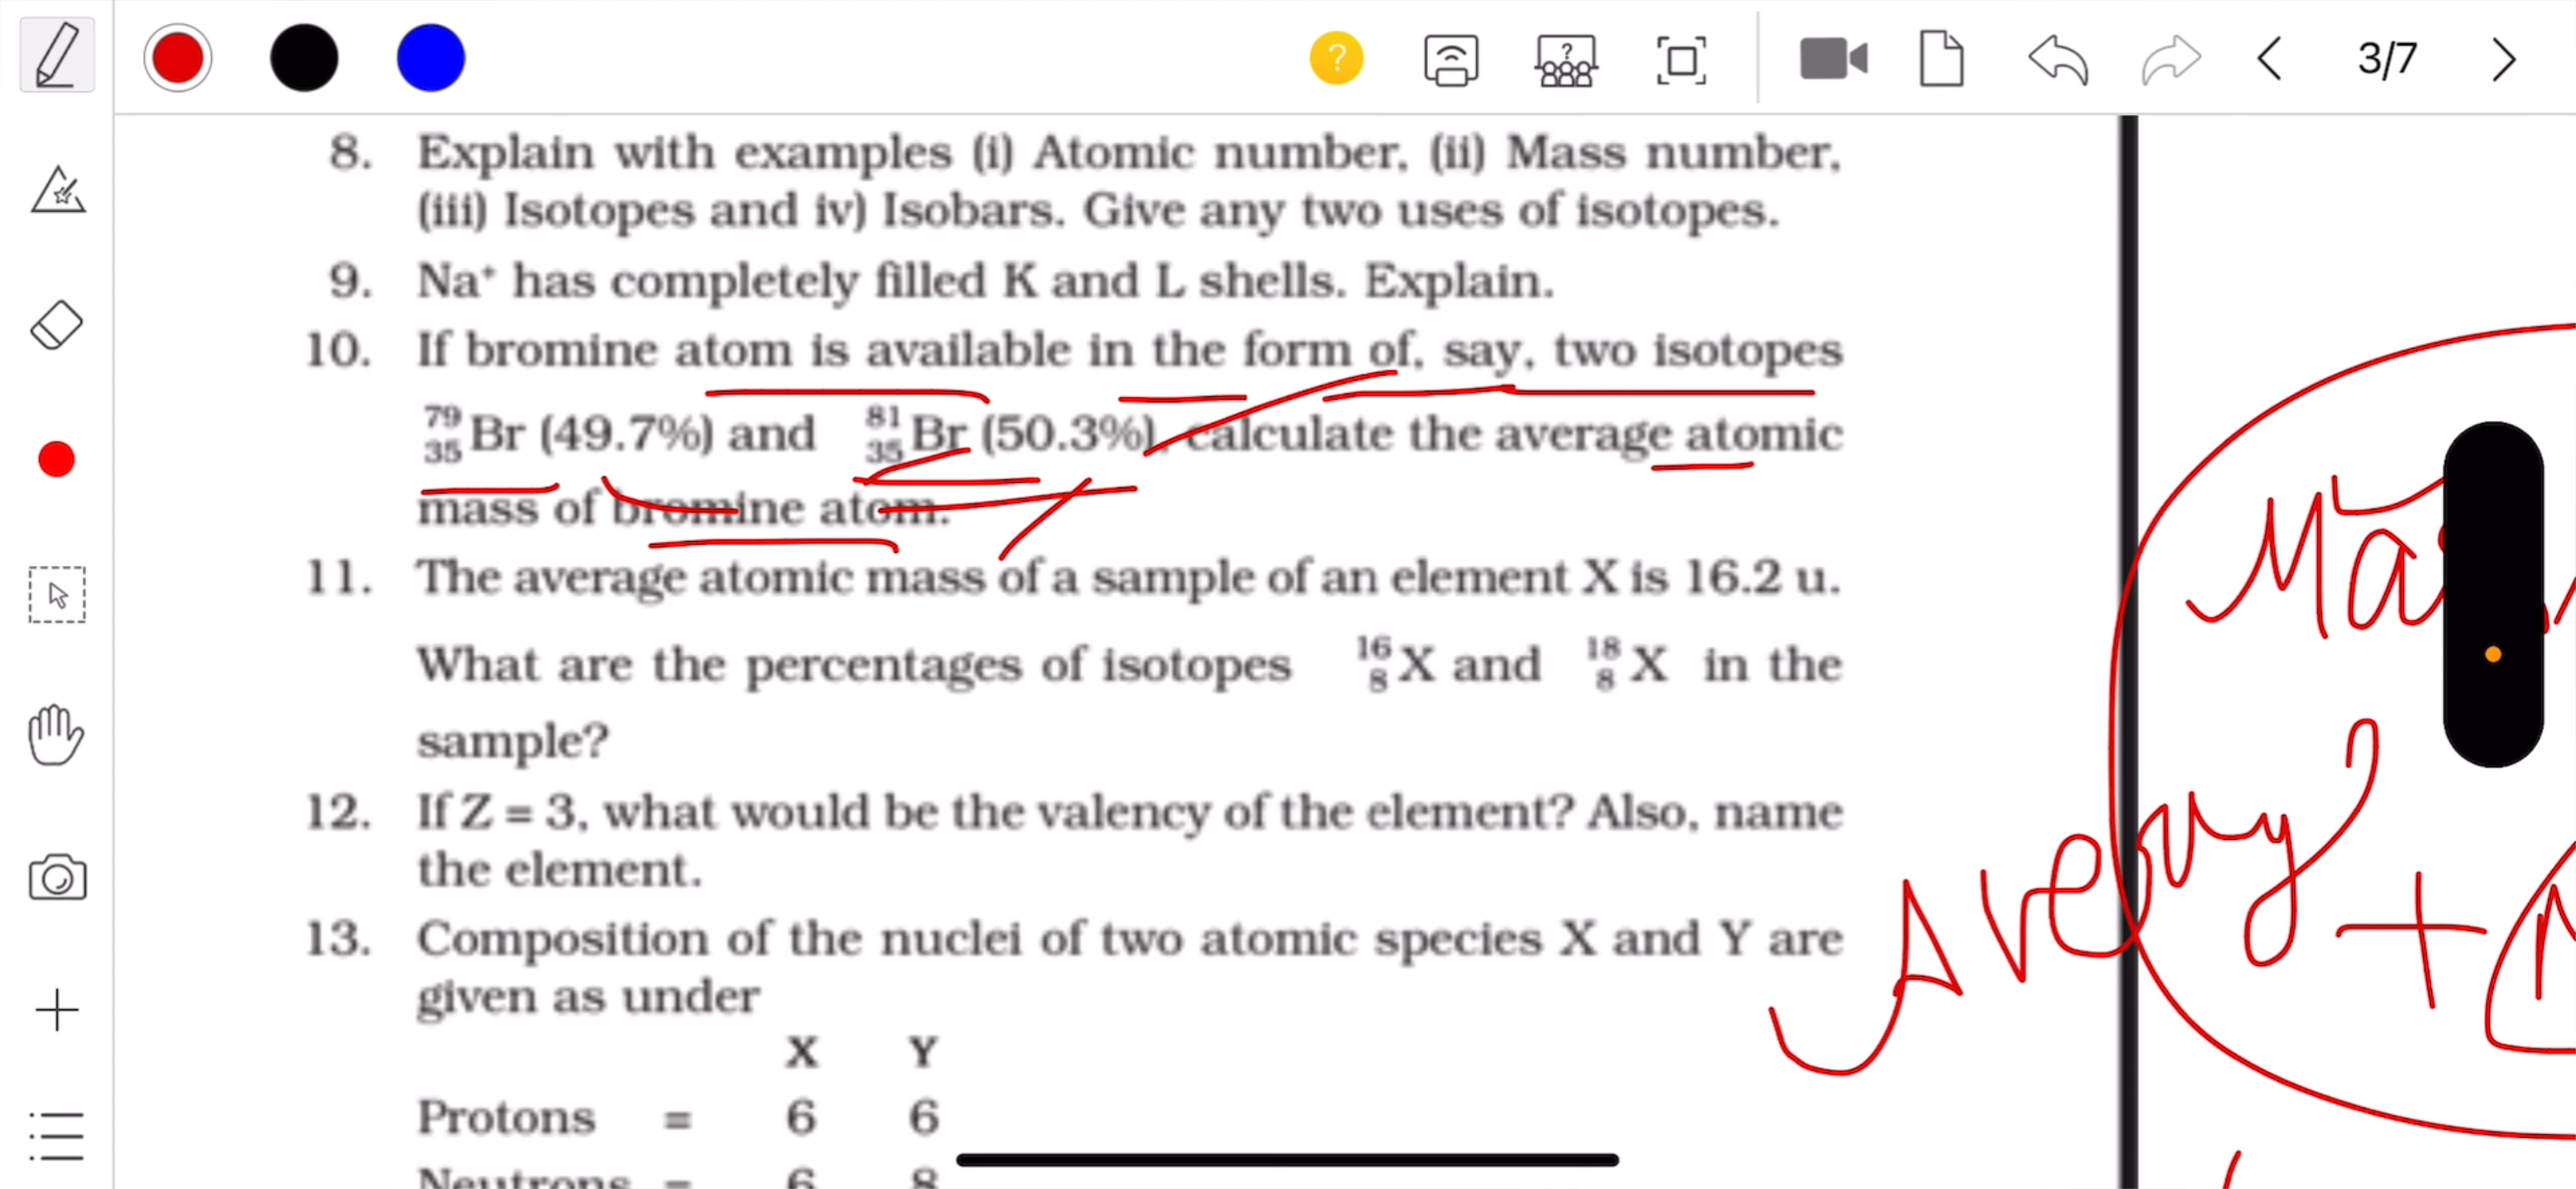 3/7
8. Explain with examples (i) Atomic number, (ii) Mass number,
(iii) Isotopes and iv) Isobars. Give any two uses of isotopes.
9. Na⁺ has completely filled K and L shells. Explain.
10. If bromine atom is available in the form of, say, two isotopes
⁷⁹₃₅Br (49.7%) and ⁸¹₃₅Br (50.3%), calculate the average atomic
mass of bromine atom.
11. The average atomic mass of a sample of an element X is 16.2 u.
What are the percentages of isotopes ¹⁶₈X and ¹⁸₈X in the
sample?
12. If Z = 3, what would be the valency of the element? Also, name
the element.
13. Composition of the nuclei of two atomic species X and Y are
given as under
X Y
Protons = 6 6
Neutrons = 6 8
+